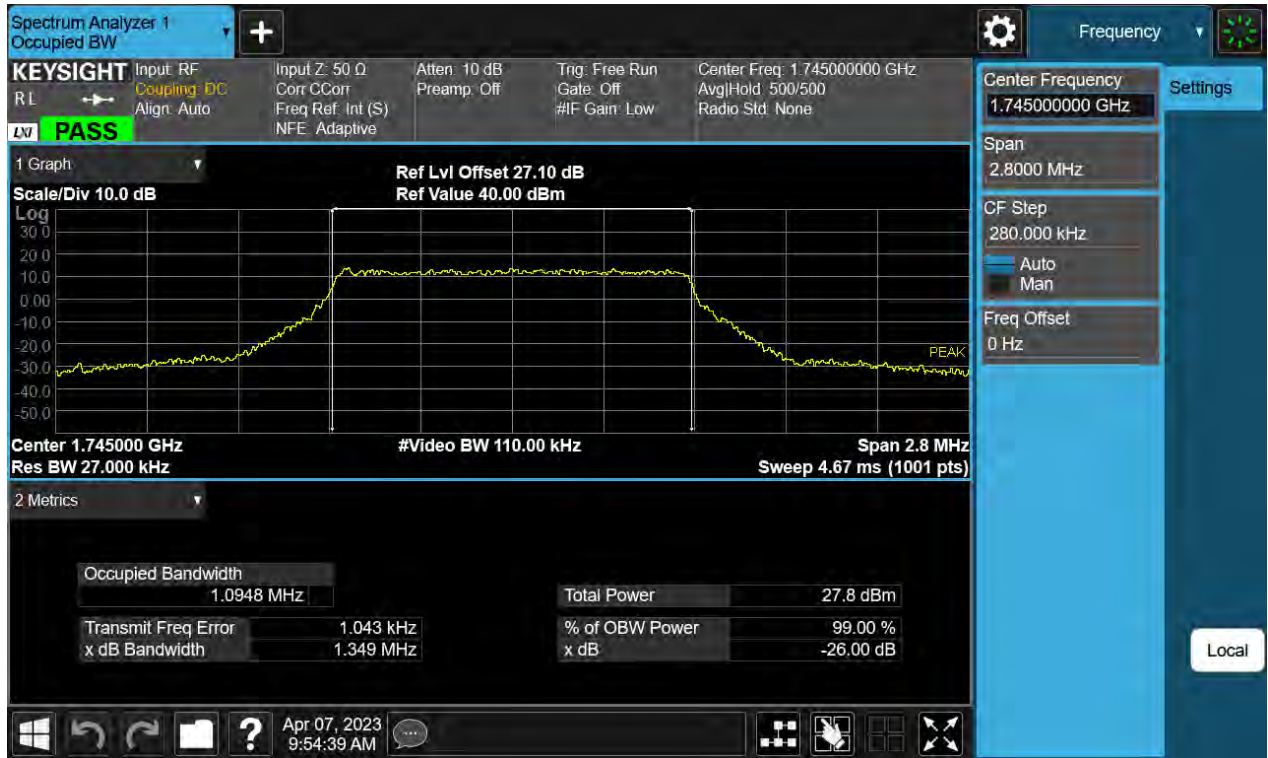 Spectrum Analyzer 1
Occupied BW
+
Frequency
KEYSIGHT
RL
LXI
PASS
Input: RF
Coupling: DC
Align: Auto
Input Z: 50 Ω
Corr CCorr
Freq Ref: Int (S)
NFE: Adaptive
Atten: 10 dB
Preamp: Off
Trig: Free Run
Gate: Off
#IF Gain: Low
Center Freq: 1.745000000 GHz
Avg|Hold: 500/500
Radio Std: None
Center Frequency
1.745000000 GHz
Settings
Span
2.8000 MHz
CF Step
280.000 kHz
Auto
Man
Freq Offset
0 Hz
Local
1 Graph
Scale/Div 10.0 dB
Ref Lvl Offset 27.10 dB
Ref Value 40.00 dBm
Log
30.0
20.0
10.0
0.00
-10.0
-20.0
-30.0
-40.0
-50.0
PEAK
Center 1.745000 GHz
#Video BW 110.00 kHz
Span 2.8 MHz
Res BW 27.000 kHz
Sweep 4.67 ms (1001 pts)
2 Metrics
Occupied Bandwidth
1.0948 MHz
Total Power 27.8 dBm
Transmit Freq Error 1.043 kHz
% of OBW Power 99.00 %
x dB Bandwidth 1.349 MHz
x dB -26.00 dB
?
Apr 07, 2023
9:54:39 AM